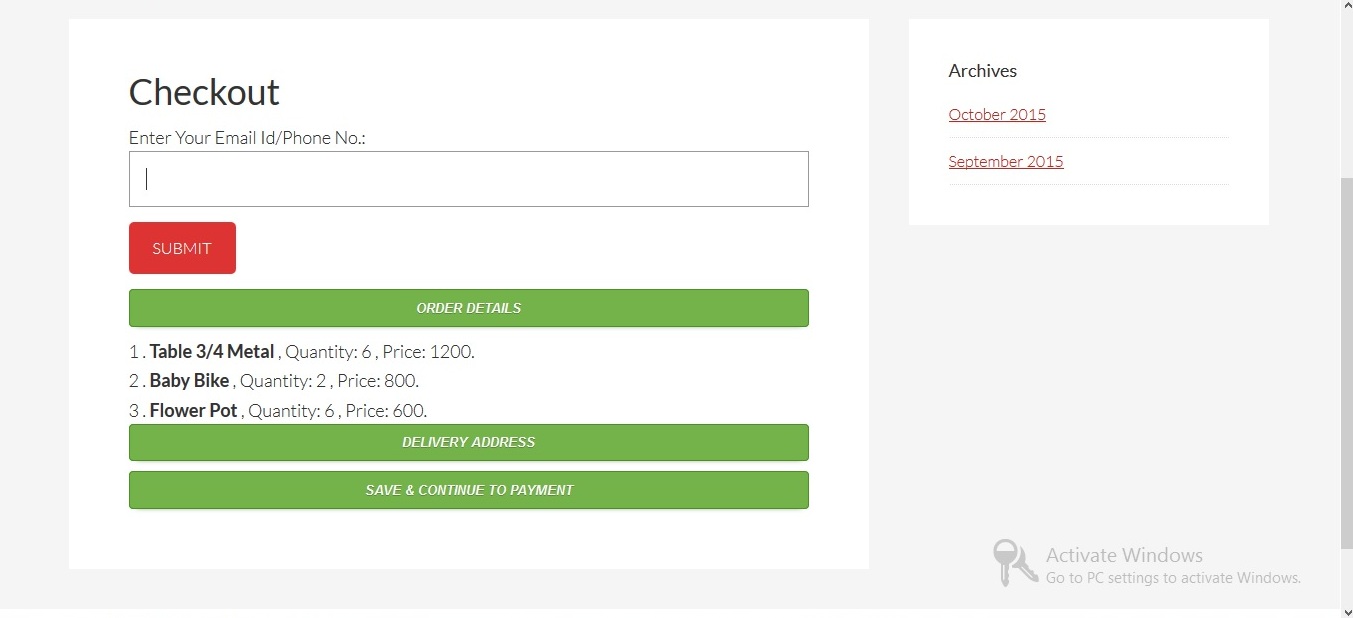 Checkout
Enter Your Email Id/Phone No.:
SUBMIT
ORDER DETAILS
1 . Table 3/4 Metal , Quantity: 6 , Price: 1200.
2 . Baby Bike , Quantity: 2 , Price: 800.
3 . Flower Pot , Quantity: 6 , Price: 600.
DELIVERY ADDRESS
SAVE & CONTINUE TO PAYMENT
Archives
October 2015
September 2015
Activate Windows
Go to PC settings to activate Windows.